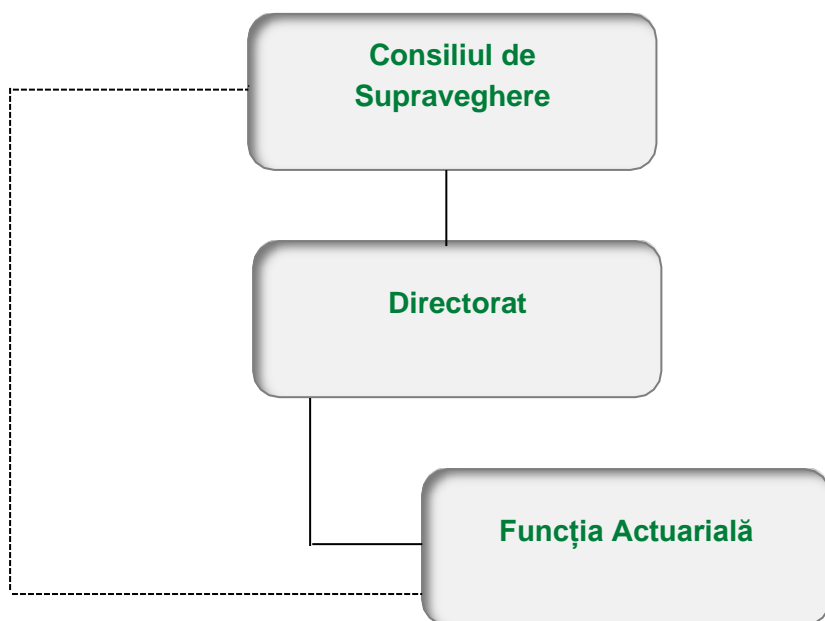 Consiliul de
Supraveghere
Directorat
Funcția Actuarială